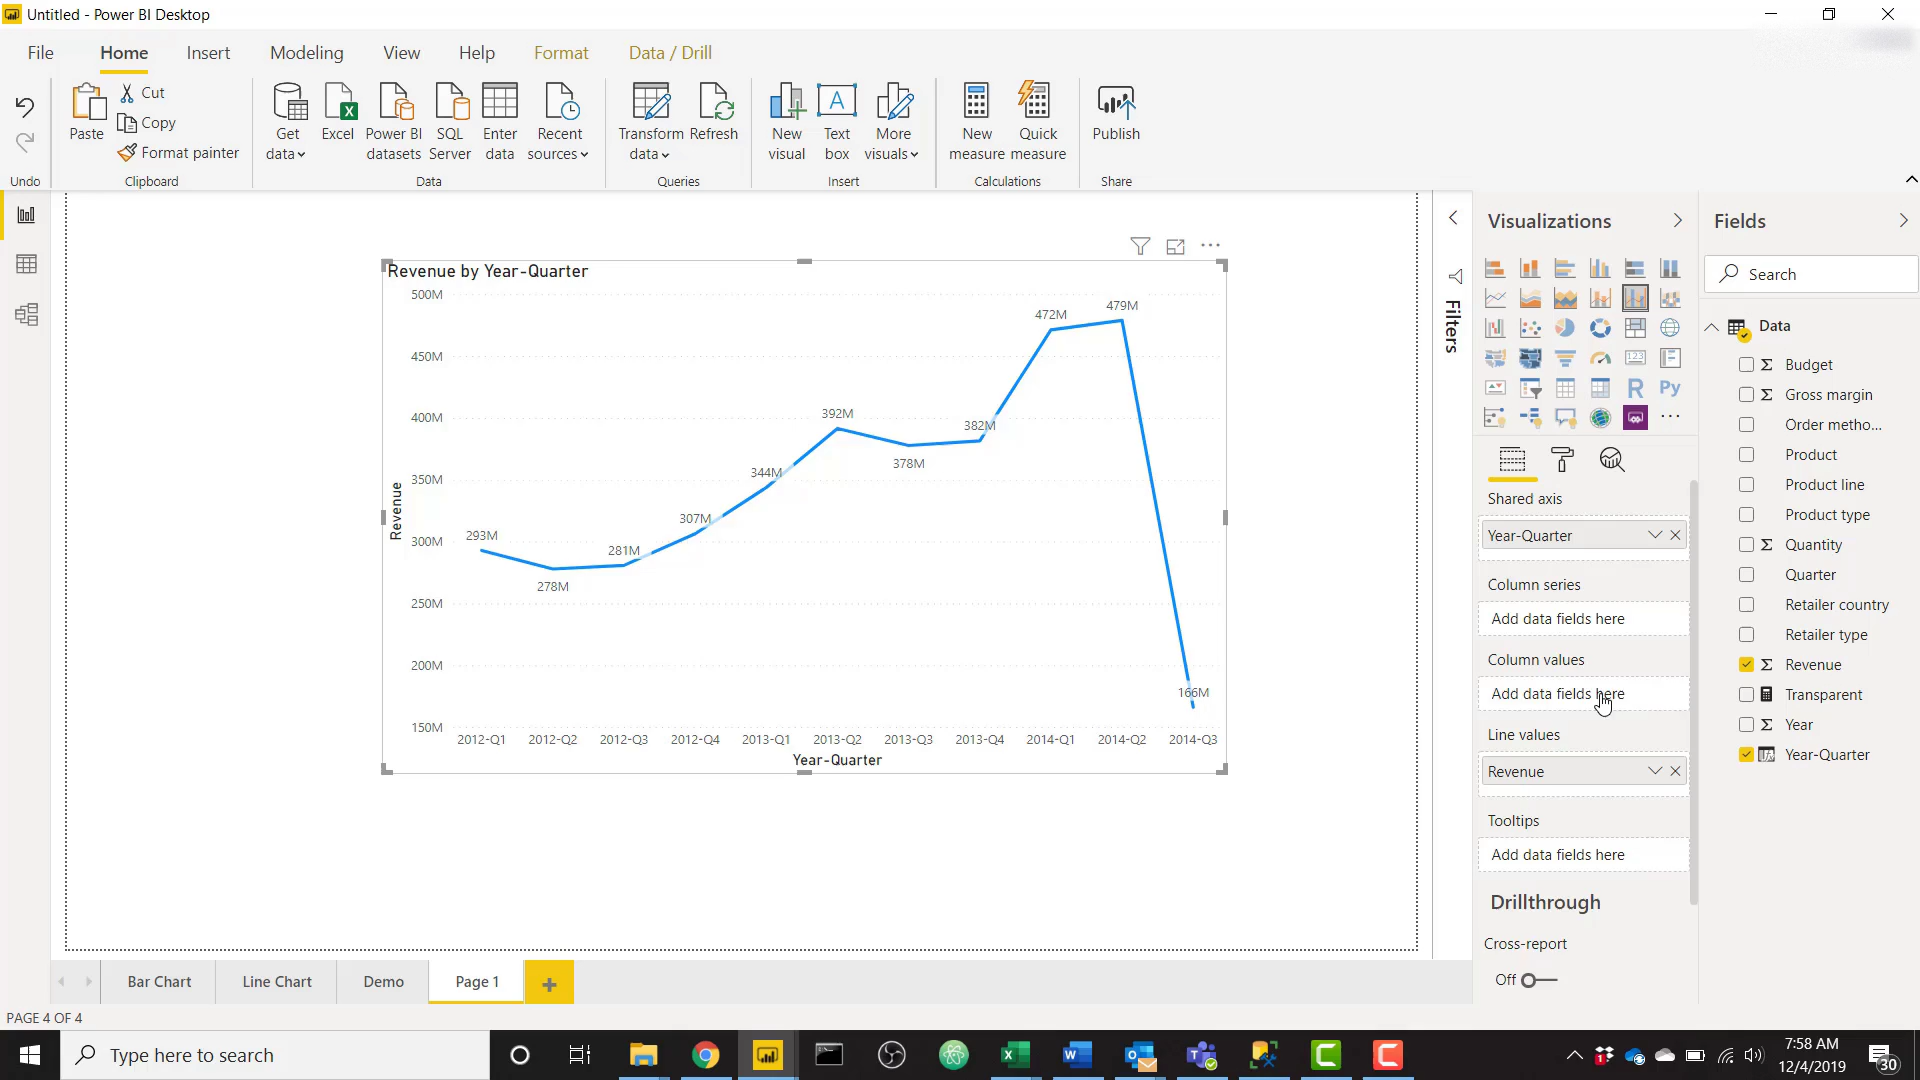 Untitled - Power BI Desktop
File Home Insert Modeling View Help Format Data / Drill
Paste
Cut
Copy
Format painter
Get data
Excel
Power BI datasets
SQL Server
Enter data
Recent sources
Transform data
Refresh
New visual
Text box
More visuals
New measure
Quick measure
Publish
Undo
Clipboard
Data
Queries
Insert
Calculations
Share
Revenue by Year-Quarter
500M
450M
400M
350M
300M
250M
200M
150M
Revenue
293M
278M
281M
307M
344M
392M
378M
382M
472M
479M
166M
2012-Q1 2012-Q2 2012-Q3 2012-Q4 2013-Q1 2013-Q2 2013-Q3 2013-Q4 2014-Q1 2014-Q2 2014-Q3
Year-Quarter
Filters
Visualizations
123
R
Py
Shared axis
Year-Quarter
Column series
Add data fields here
Column values
Add data fields here
Line values
Revenue
Tooltips
Add data fields here
Drillthrough
Cross-report
Off
Fields
Search
Data
Budget
Gross margin
Order metho...
Product
Product line
Product type
Quantity
Quarter
Retailer country
Retailer type
Revenue
Transparent
Year
Year-Quarter
Bar Chart
Line Chart
Demo
Page 1
PAGE 4 OF 4
Type here to search
7:58 AM
12/4/2019
30